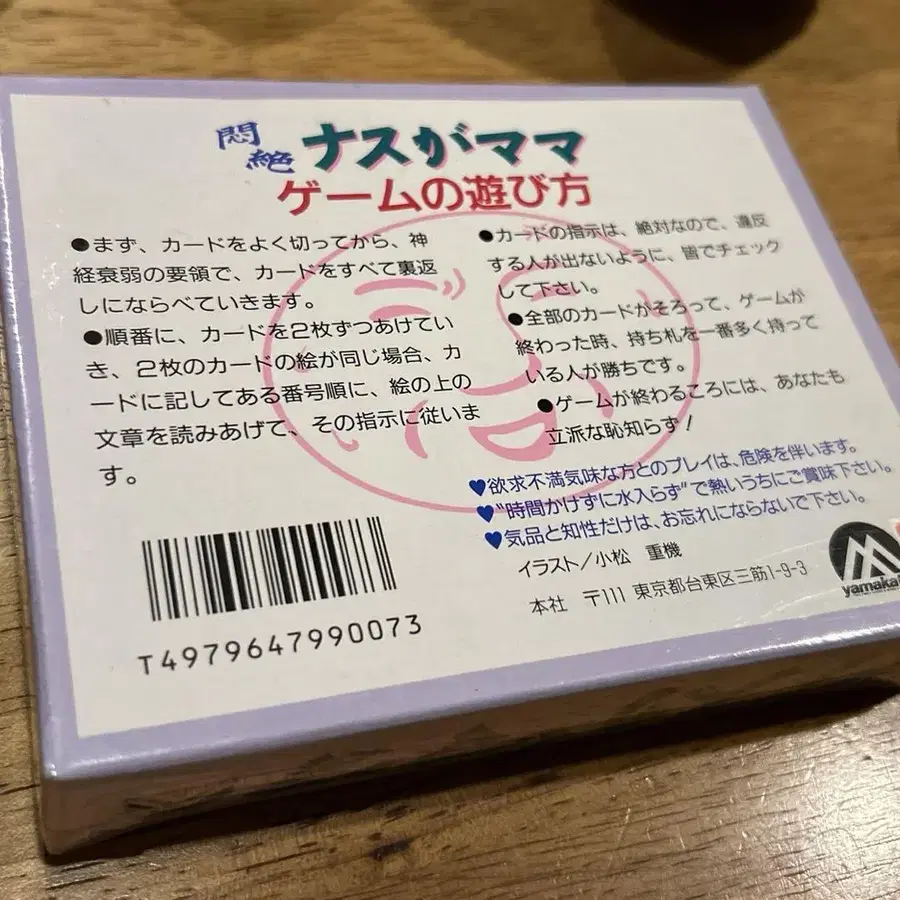 悶絶 ナスがママ
ゲームの遊び方
●まず、カードをよく切ってから、神
経衰弱の要領で、カードをすべて裏返
しにならべていきます。
●順番に、カードを2枚ずつあけてい
き、2枚のカードの絵が同じ場合、カ
ードに記してある番号順に、絵の上の
文章を読みあげて、その指示に従いま
す。
●カードの指示は、絶対なので、違反
する人が出ないように、皆でチェック
して下さい。
●全部のカードがそろって、ゲームが
終わった時、持ち札を一番多く持って
いる人が勝ちです。
●ゲームが終わるころには、あなたも
立派な恥知らず!
♥欲求不満気味な方とのプレイは、危険を伴います。
♥"時間かけずに水入らず"で熱いうちにご賞味下さい。
♥気品と知性だけは、お忘れにならないで下さい。
イラスト/小松 重機
本社 〒111 東京都台東区三筋1-9-3
T4979647990073